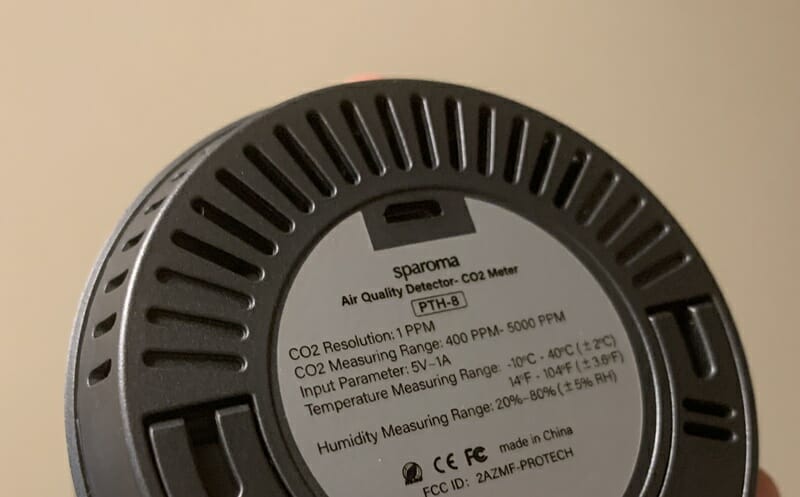 sparoma
Air Quality Detector- CO2 Meter
PTH-8
CO2 Resolution: 1 PPM
CO2 Measuring Range: 400 PPM- 5000 PPM
Input Parameter: 5V⎓1A
Temperature Measuring Range: -10°C - 40°C (±2°C)
14°F - 104°F (±3.6°F)
Humidity Measuring Range: 20%~80% (±5% RH)
CE FC made in China
FCC ID: 2AZMF-PROTECH